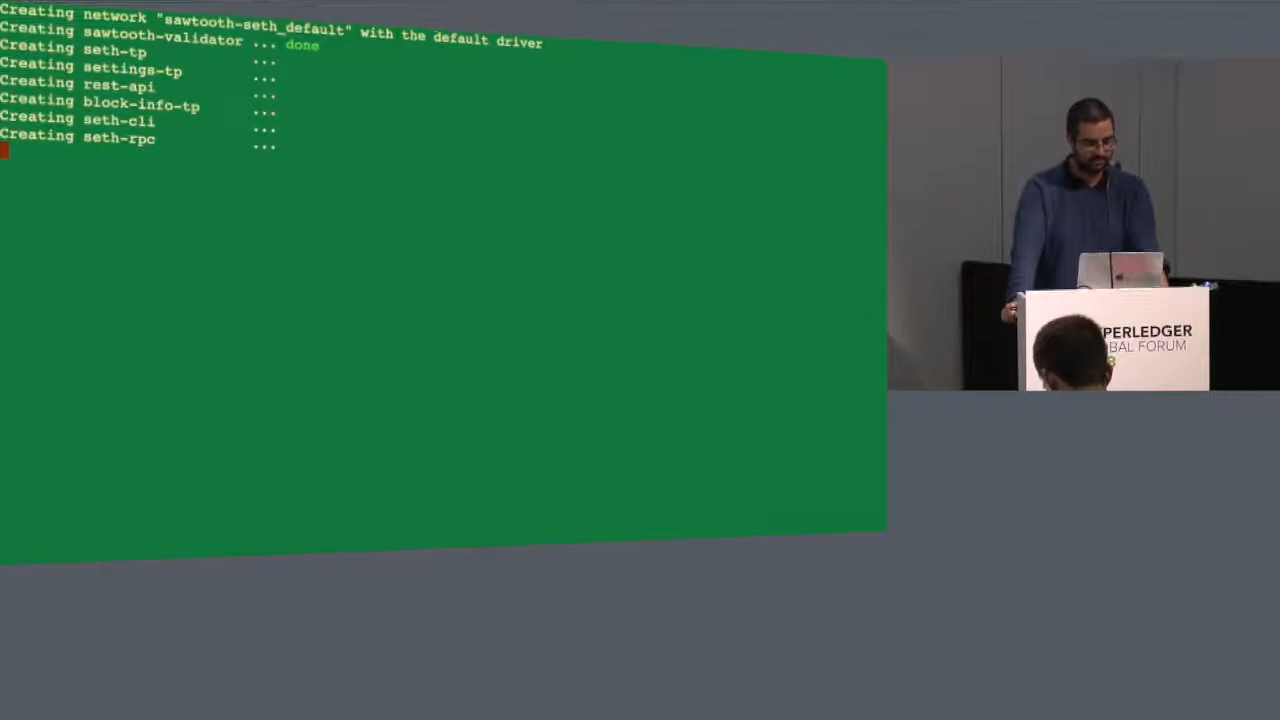 Creating network "sawtooth-seth_default" with the default driver
Creating sawtooth-validator ... done
Creating seth-tp ...
Creating settings-tp ...
Creating rest-api ...
Creating block-info-tp ...
Creating seth-cli ...
Creating seth-rpc ...
PERLEDGER
BAL FORUM